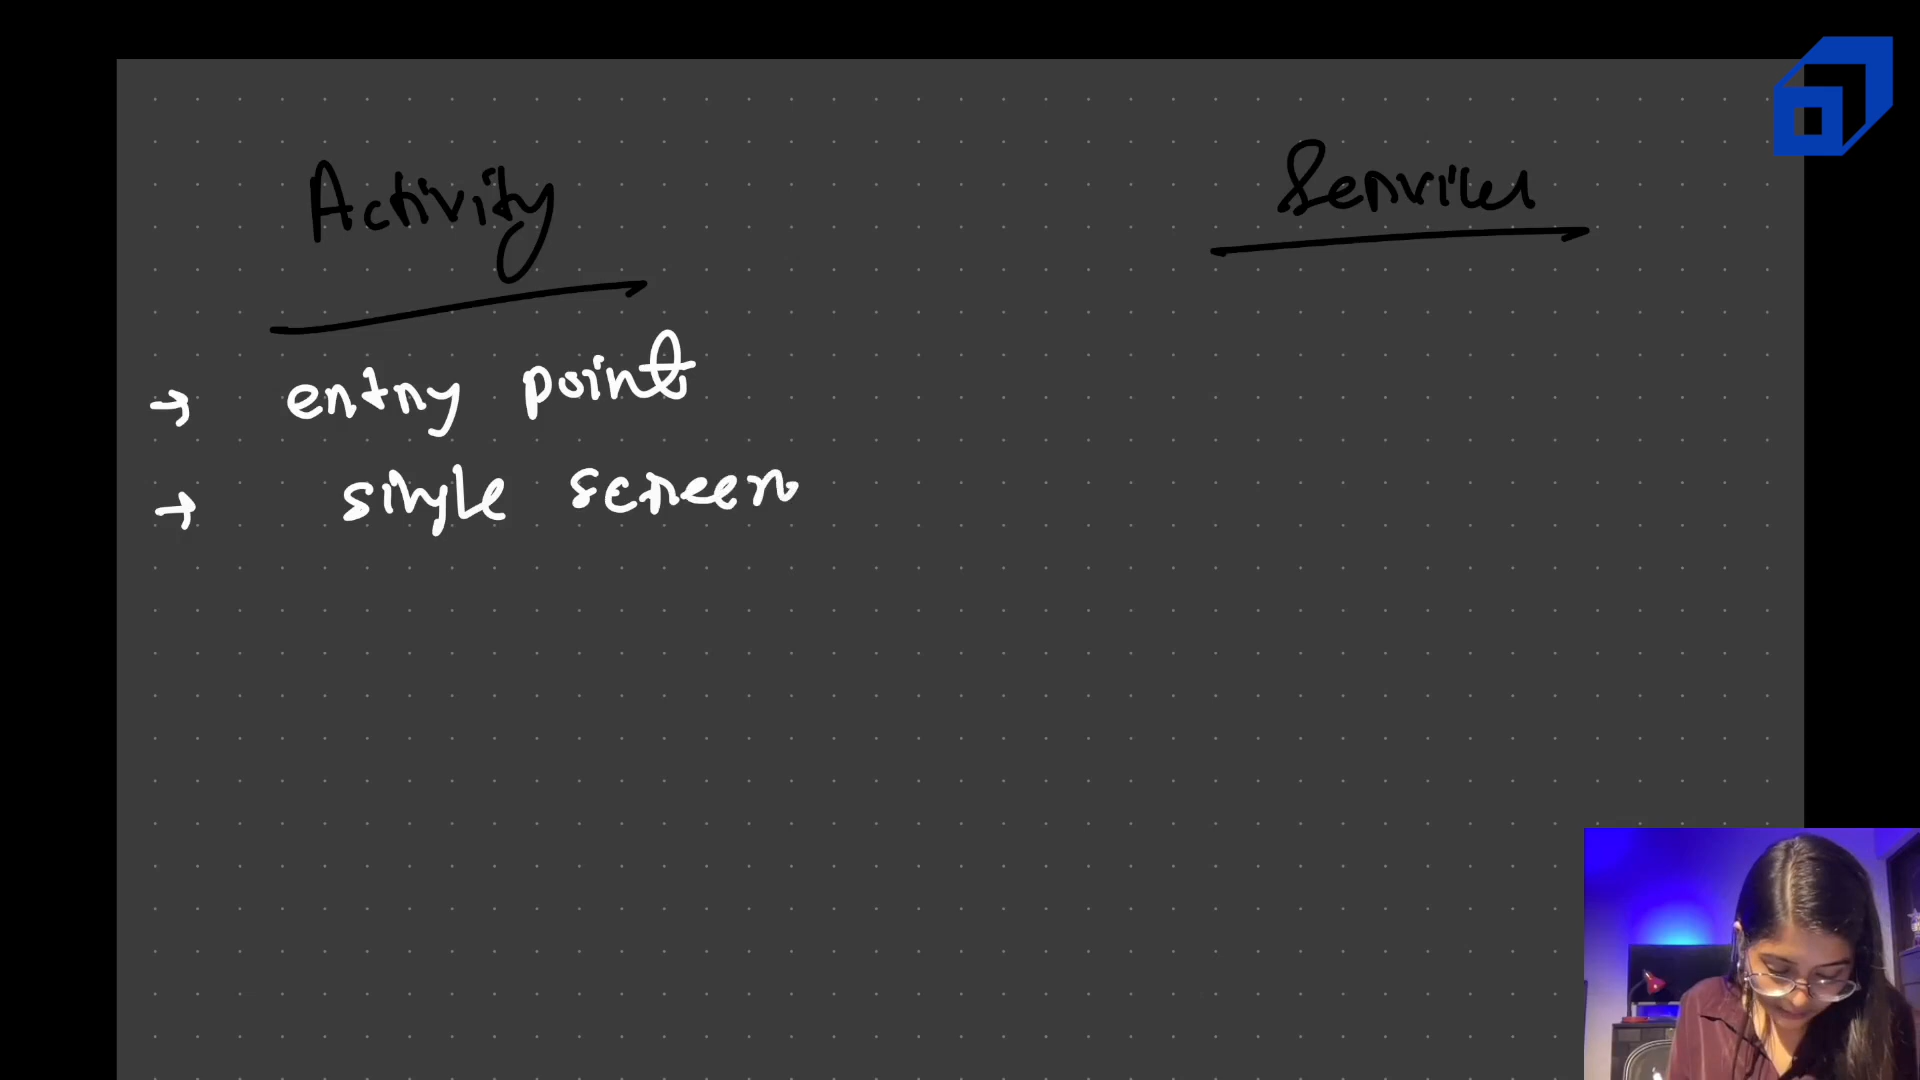 Activity
Services
→ entry point
→ single screen